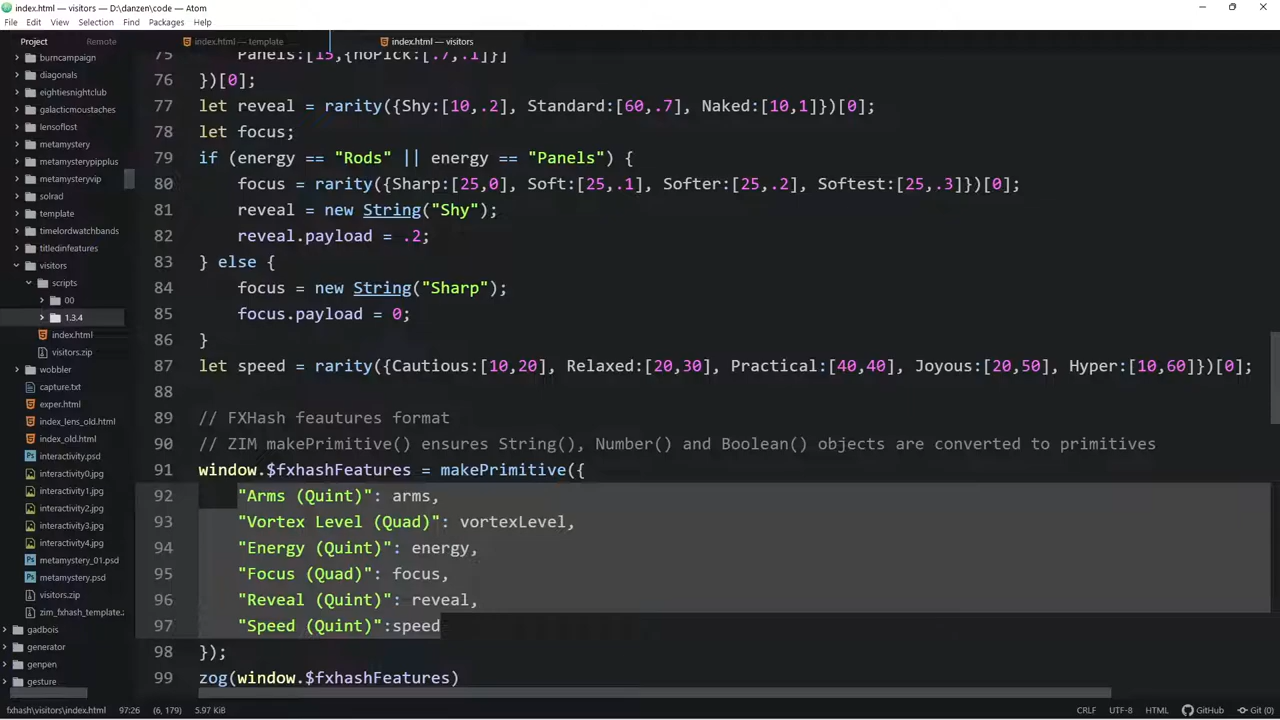 index.html — visitors — D:\danzen\code — Atom
File Edit View Selection Find Packages Help
Project Remote index.html — template index.html — visitors
burncampaign
diagonals
eightiesnightclub
galacticmoustaches
lensoflost
metamystery
metamysterypipplus
metamysteryvip
solrad
template
timelordwatchbands
titledinfeatures
visitors
scripts
00
1.3.4
index.html
visitors.zip
wobbler
capture.txt
exper.html
index_lens_old.html
index_old.html
interactivity.psd
interactivity0.jpg
interactivity1.jpg
interactivity2.jpg
interactivity3.jpg
interactivity4.jpg
metamystery_01.psd
metamystery.psd
visitors.zip
zim_fxhash_template..
gadbois
generator
genpen
gesture
75 Panels:[15,{noPick:[.7,.1]}]
76 })[0];
77 let reveal = rarity({Shy:[10,.2], Standard:[60,.7], Naked:[10,1]})[0];
78 let focus;
79 if (energy == "Rods" || energy == "Panels") {
80 focus = rarity({Sharp:[25,0], Soft:[25,.1], Softer:[25,.2], Softest:[25,.3]})[0];
81 reveal = new String("Shy");
82 reveal.payload = .2;
83 } else {
84 focus = new String("Sharp");
85 focus.payload = 0;
86 }
87 let speed = rarity({Cautious:[10,20], Relaxed:[20,30], Practical:[40,40], Joyous:[20,50], Hyper:[10,60]})[0];
88
89 // FXHash feautures format
90 // ZIM makePrimitive() ensures String(), Number() and Boolean() objects are converted to primitives
91 window.$fxhashFeatures = makePrimitive({
92 "Arms (Quint)": arms,
93 "Vortex Level (Quad)": vortexLevel,
94 "Energy (Quint)": energy,
95 "Focus (Quad)": focus,
96 "Reveal (Quint)": reveal,
97 "Speed (Quint)":speed
98 });
99 zog(window.$fxhashFeatures)
fxhash\visitors\index.html 97:26 (6, 179) 5.97 KiB CRLF UTF-8 HTML GitHub Git (0)